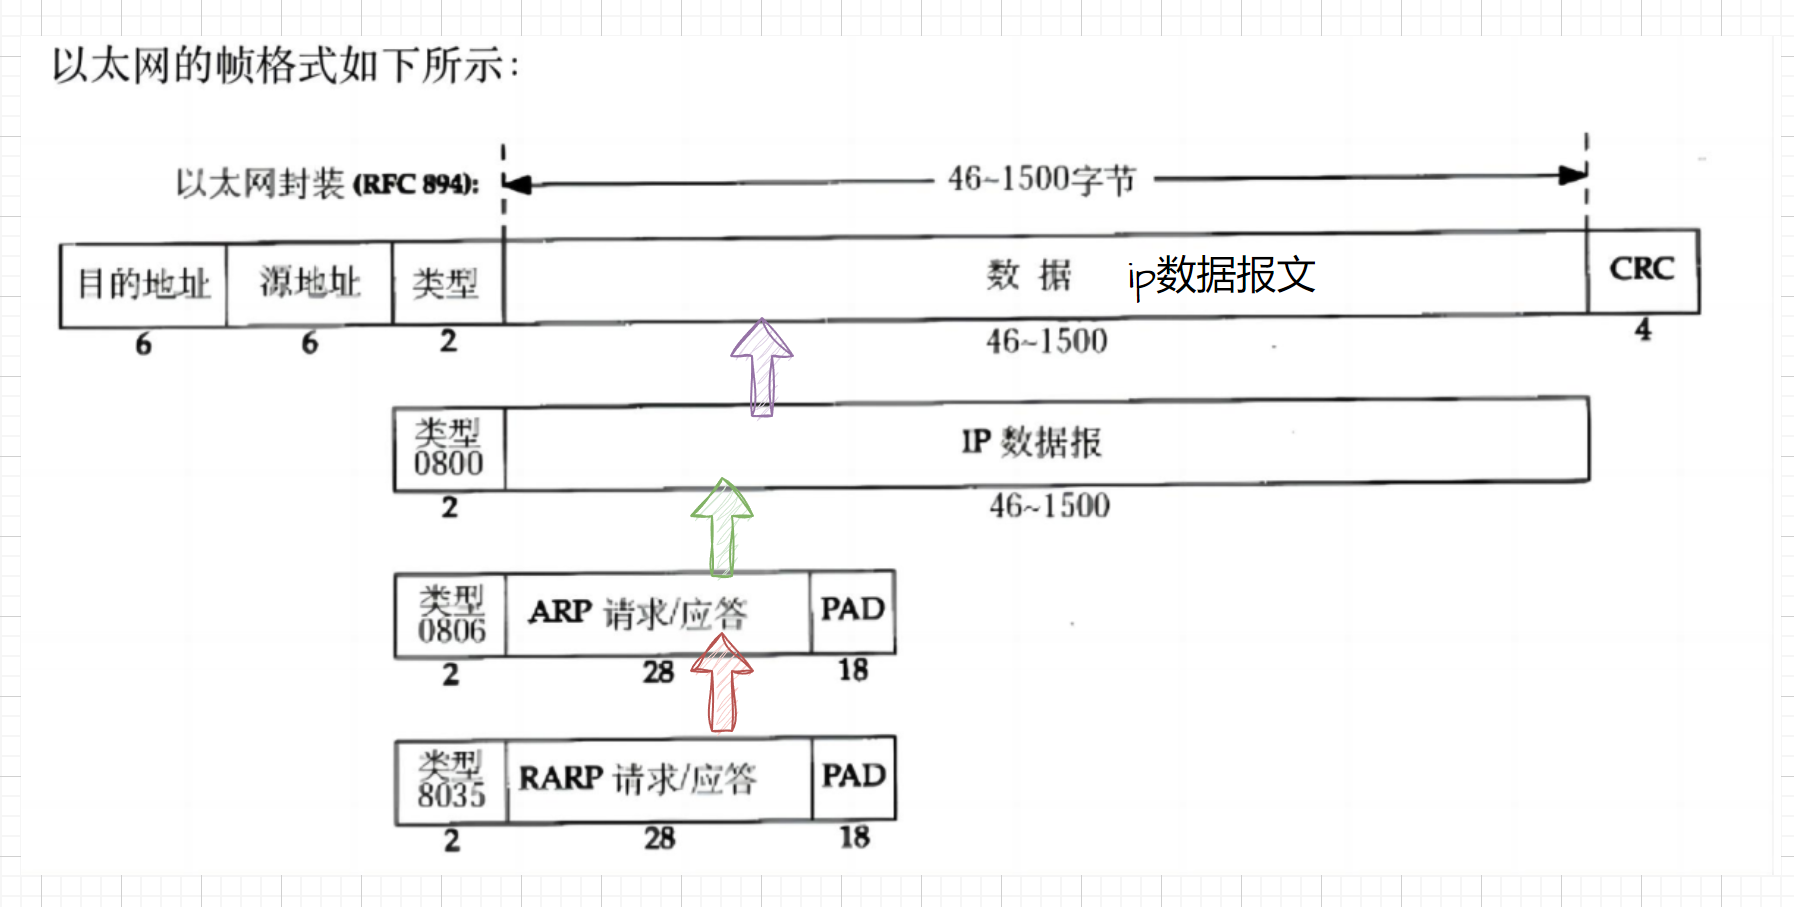 以太网的帧格式如下所示:
以太网封装 (RFC 894): 46~1500字节
目的地址 源地址 类型 数 据 ip数据报文 CRC
6 6 2 46~1500 4
类型 0800 IP 数据报
2 46~1500
类型 0806 ARP 请求/应答 PAD
2 28 18
类型 8035 RARP 请求/应答 PAD
2 28 18